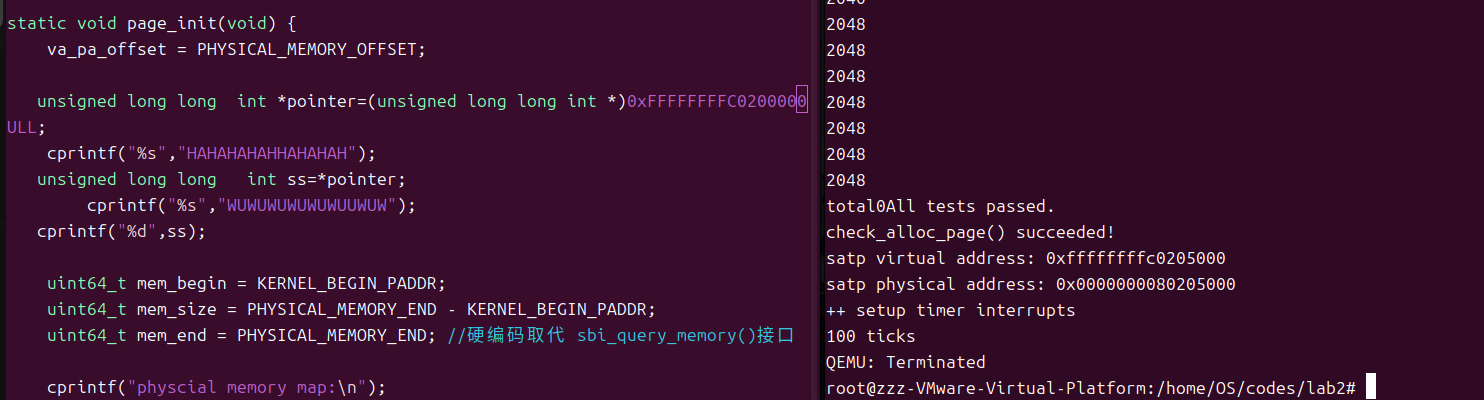 static void page_init(void) {
    va_pa_offset = PHYSICAL_MEMORY_OFFSET;
   unsigned long long  int *pointer=(unsigned long long int *)0xFFFFFFFFC0200000
ULL;
    cprintf("%s","HAHAHAHAHHAHAHAH");
   unsigned long long   int ss=*pointer;
        cprintf("%s","WUWUWUWUWUWUUWUW");
   cprintf("%d",ss);
    uint64_t mem_begin = KERNEL_BEGIN_PADDR;
    uint64_t mem_size = PHYSICAL_MEMORY_END - KERNEL_BEGIN_PADDR;
    uint64_t mem_end = PHYSICAL_MEMORY_END; //硬编码取代 sbi_query_memory()接口
    cprintf("physcial memory map:\n");
2048
2048
2048
2048
2048
2048
2048
total0All tests passed.
check_alloc_page() succeeded!
satp virtual address: 0xffffffffc0205000
satp physical address: 0x0000000080205000
++ setup timer interrupts
100 ticks
QEMU: Terminated
root@zzz-VMware-Virtual-Platform:/home/OS/codes/lab2#